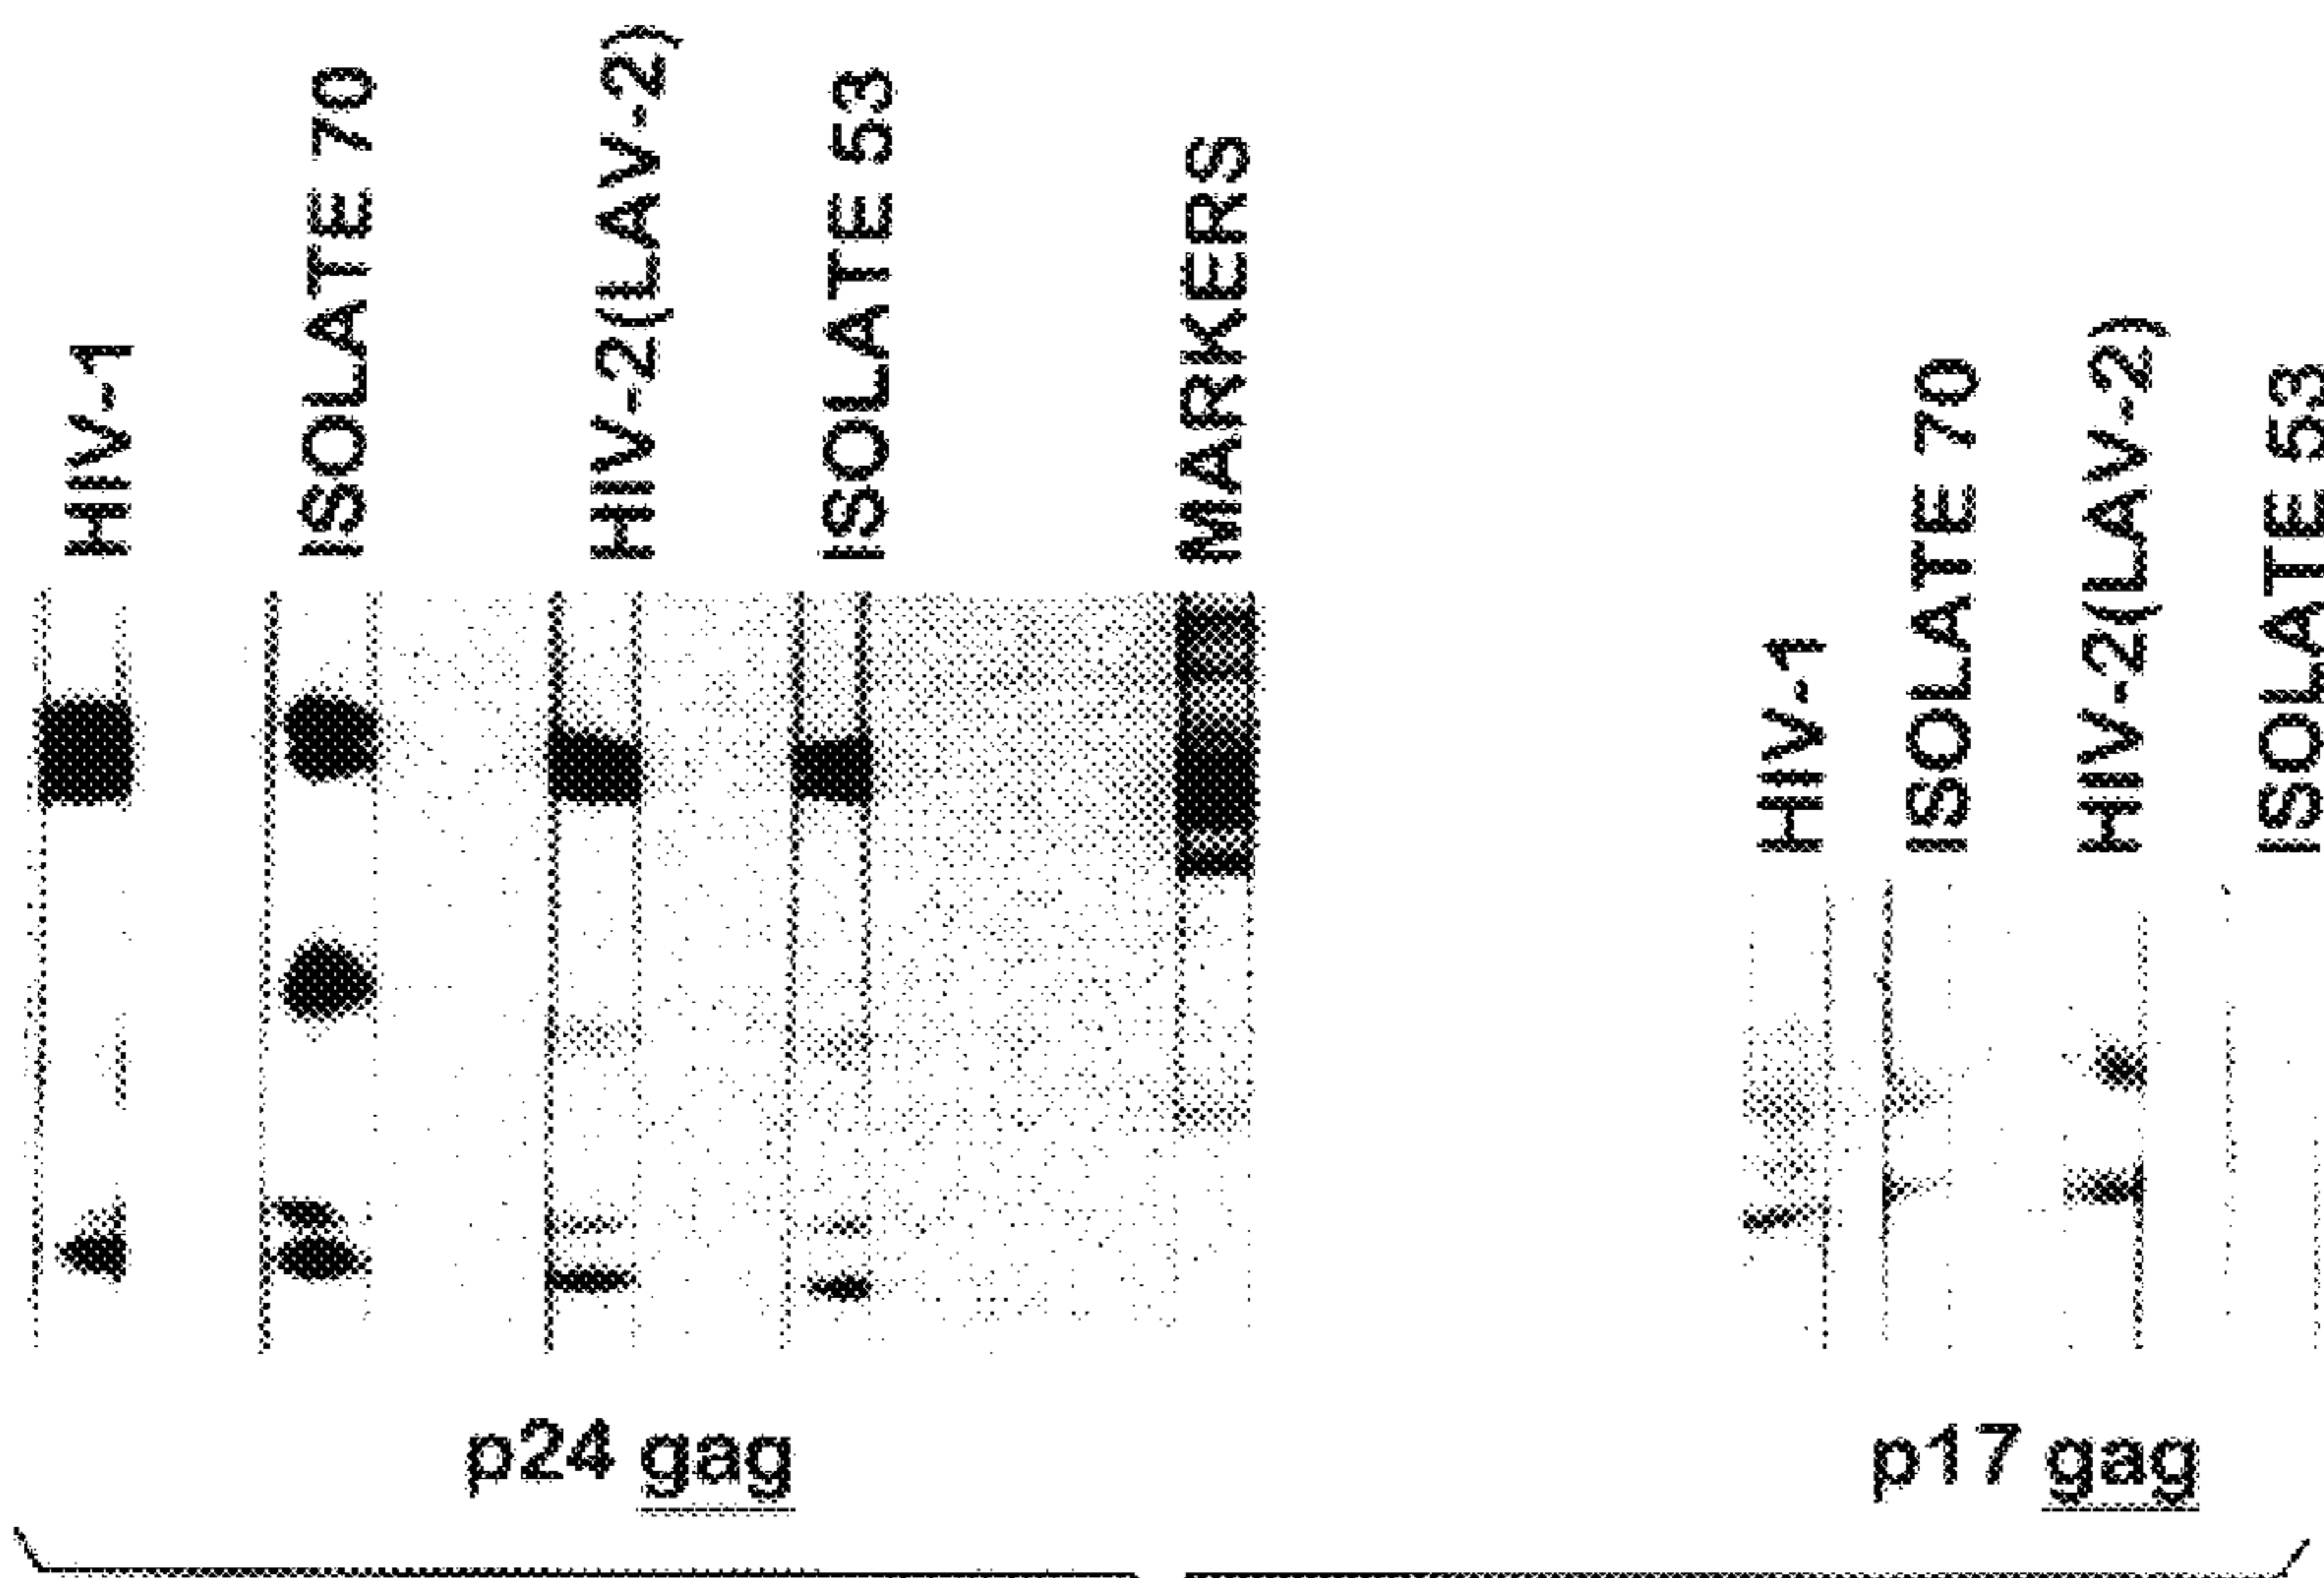 HIV-1
ISOLATE 70
HIV-2(LAV-2)
ISOLATE 53
MARKERS
HIV-1
ISOLATE 70
HIV-2(LAV-2)
ISOLATE 53
p24 gag
p17 gag